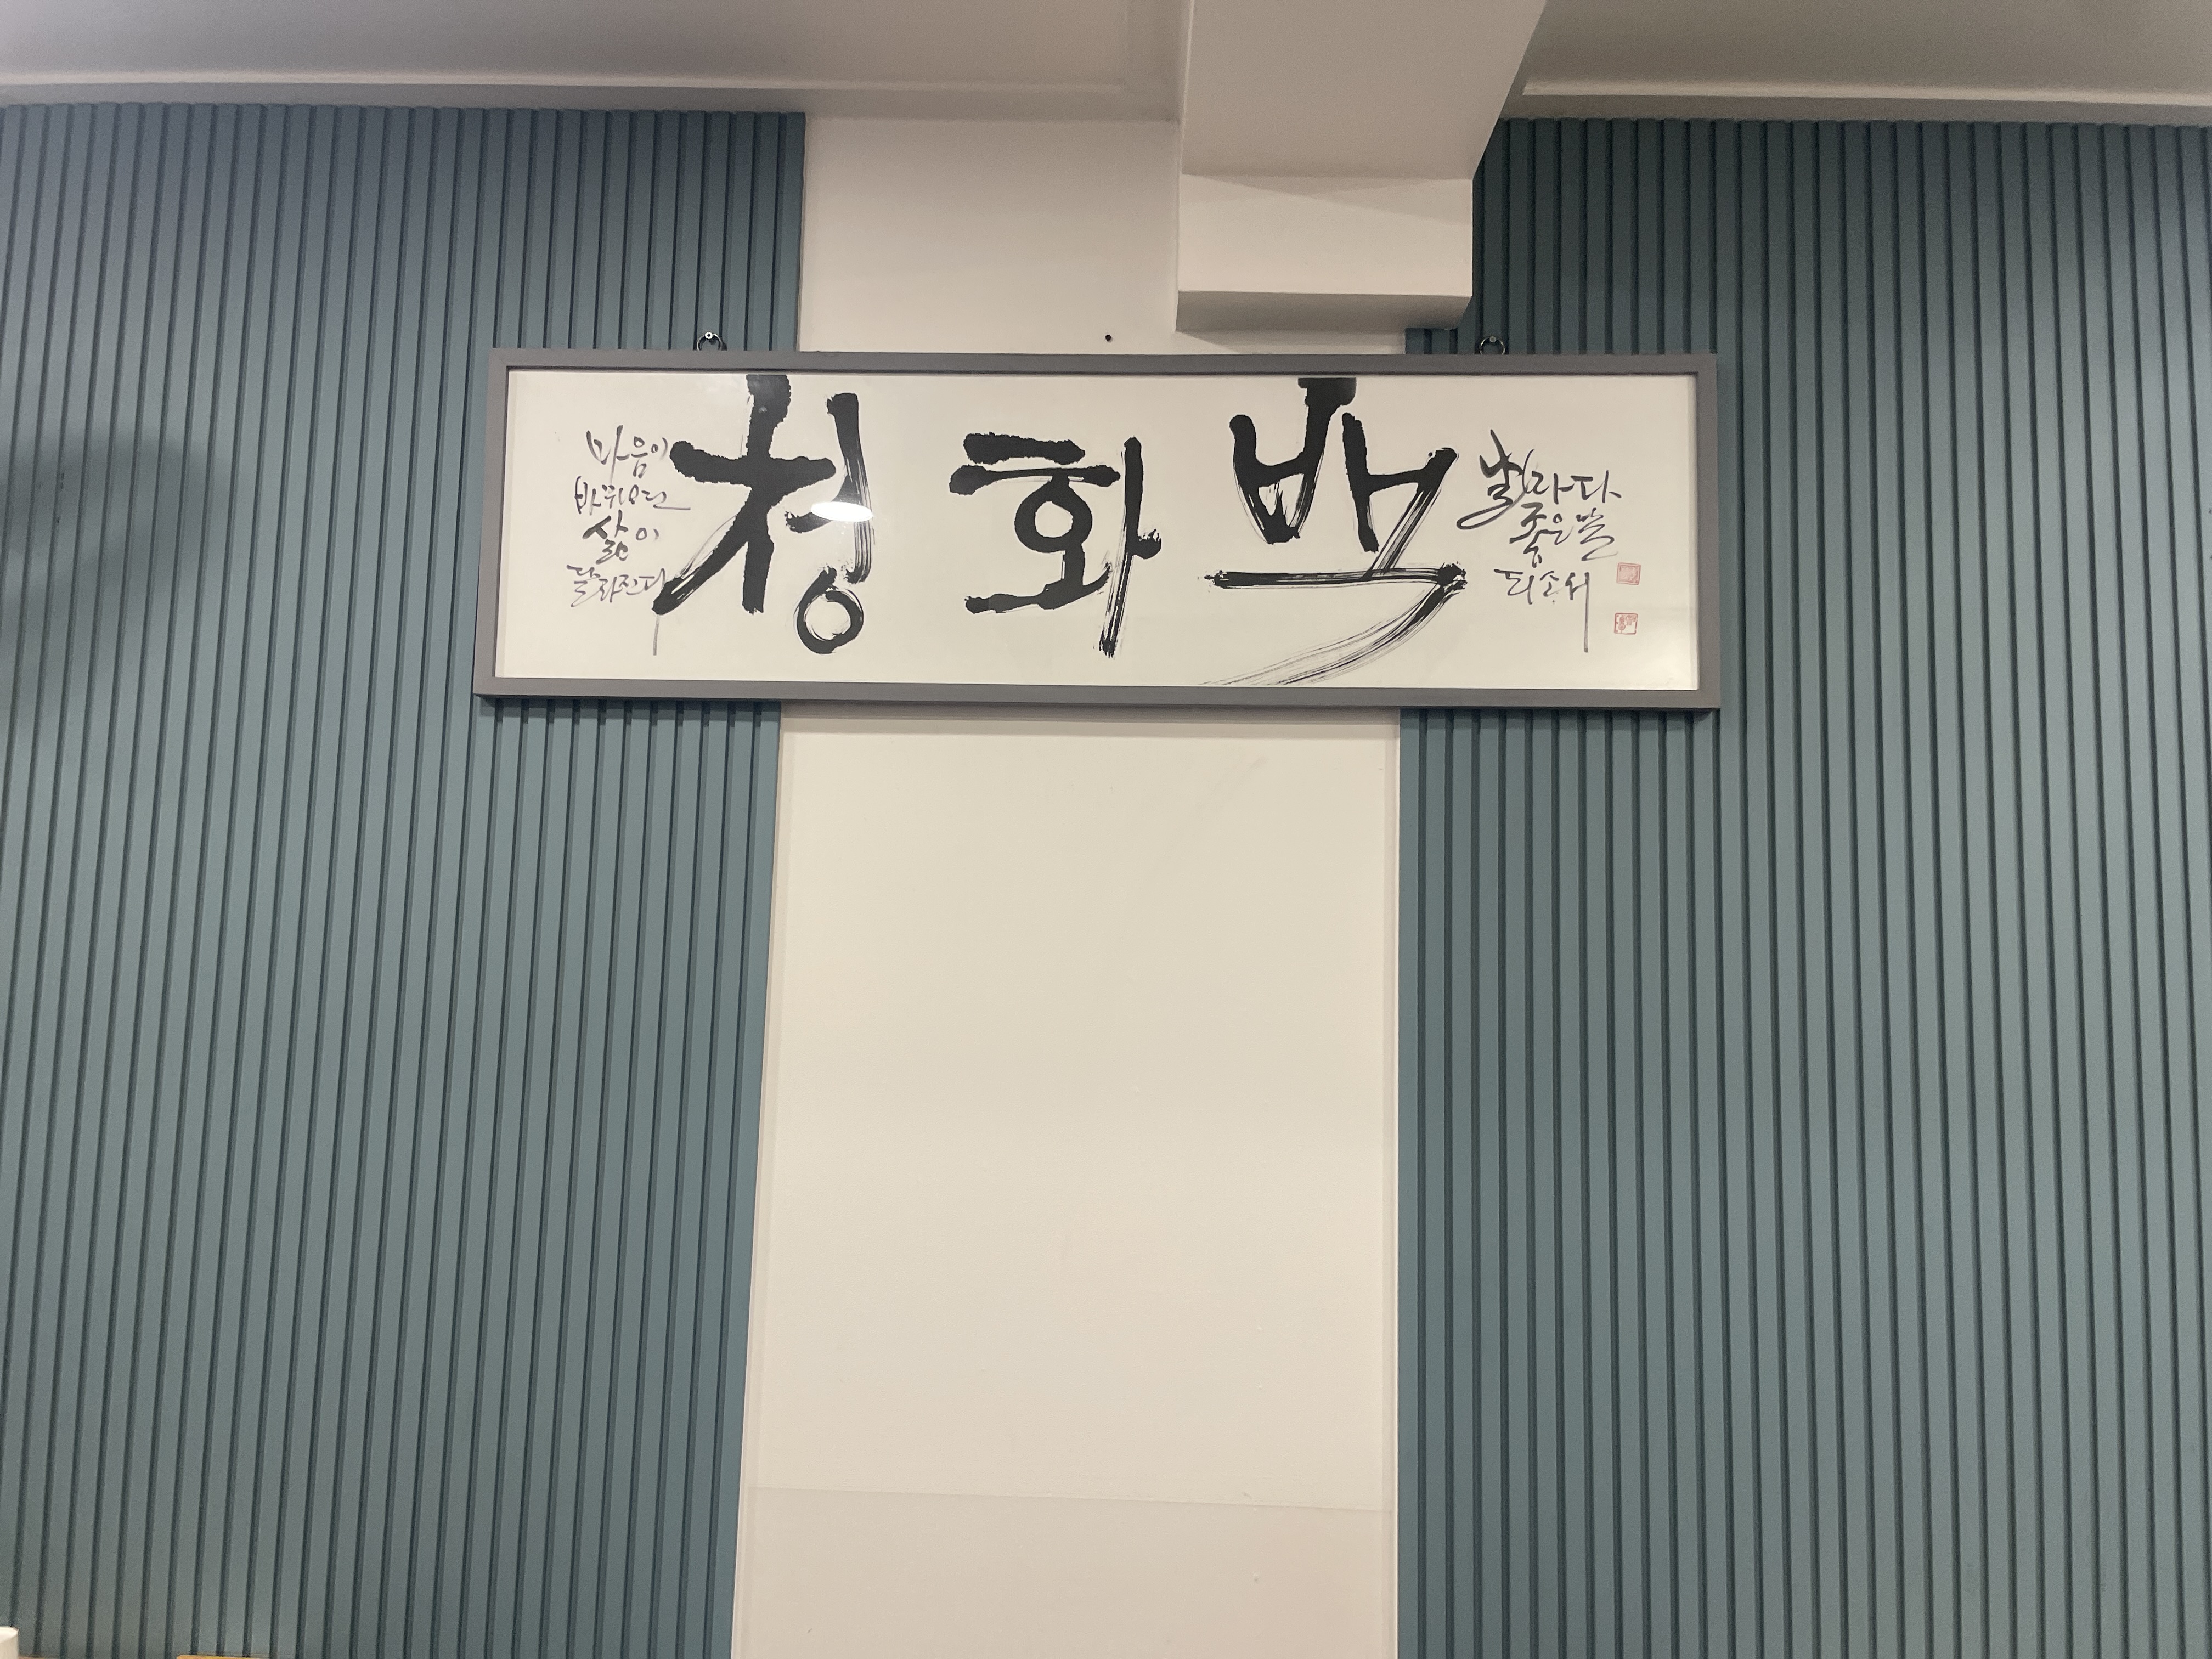 마음이
바뀌면
삶이
달라진다
청화백
날마다
좋은날
되소서